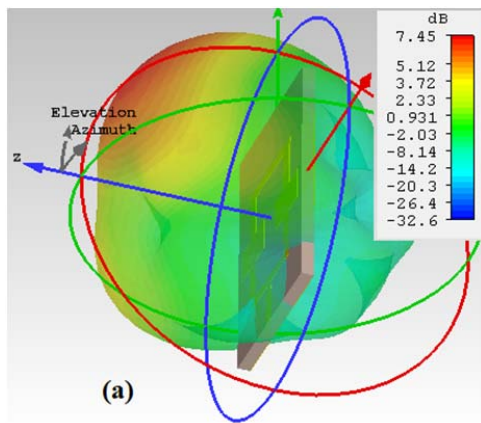 dB
7.45
5.12
3.72
2.33
0.931
-2.03
-8.14
-14.2
-20.3
-26.4
-32.6
Elevation
Azimuth
z
(a)